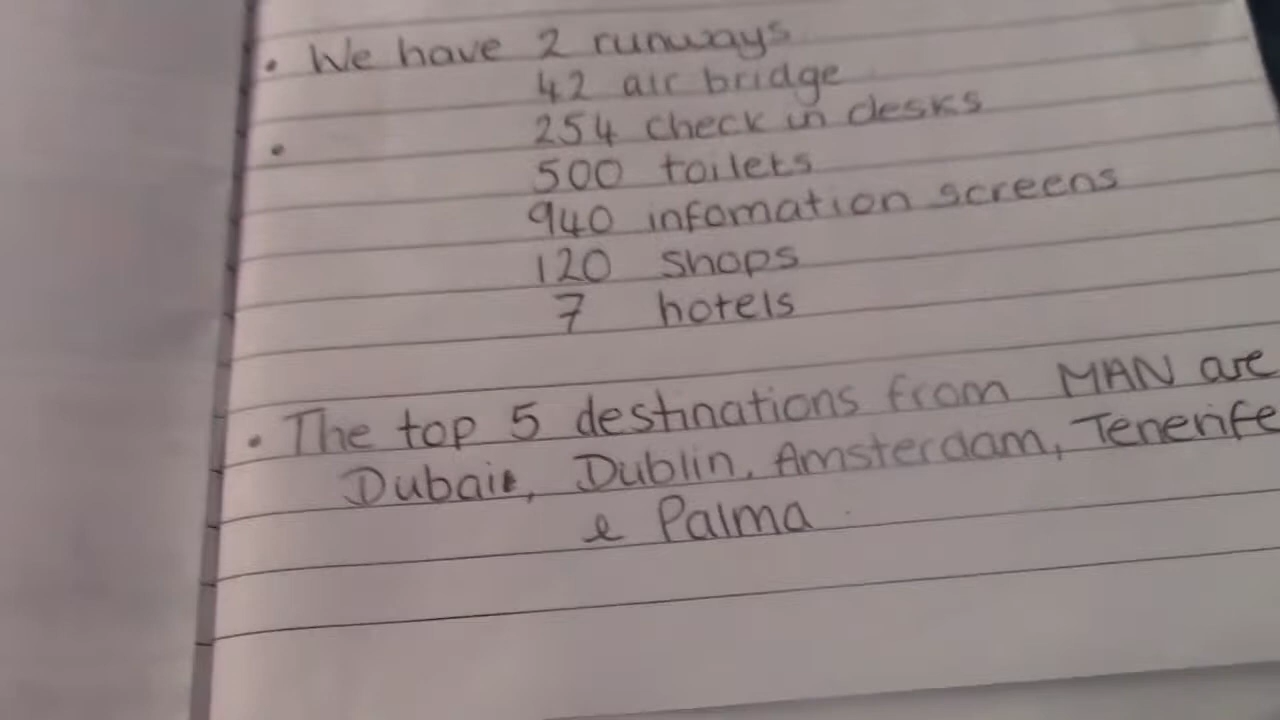 • We have 2 runways
42 air bridge
• 254 check in desks
500 toilets
940 infomation screens
120 shops
7 hotels
• The top 5 destinations from MAN are
Dubai, Dublin, Amsterdam, Tenerife
& Palma